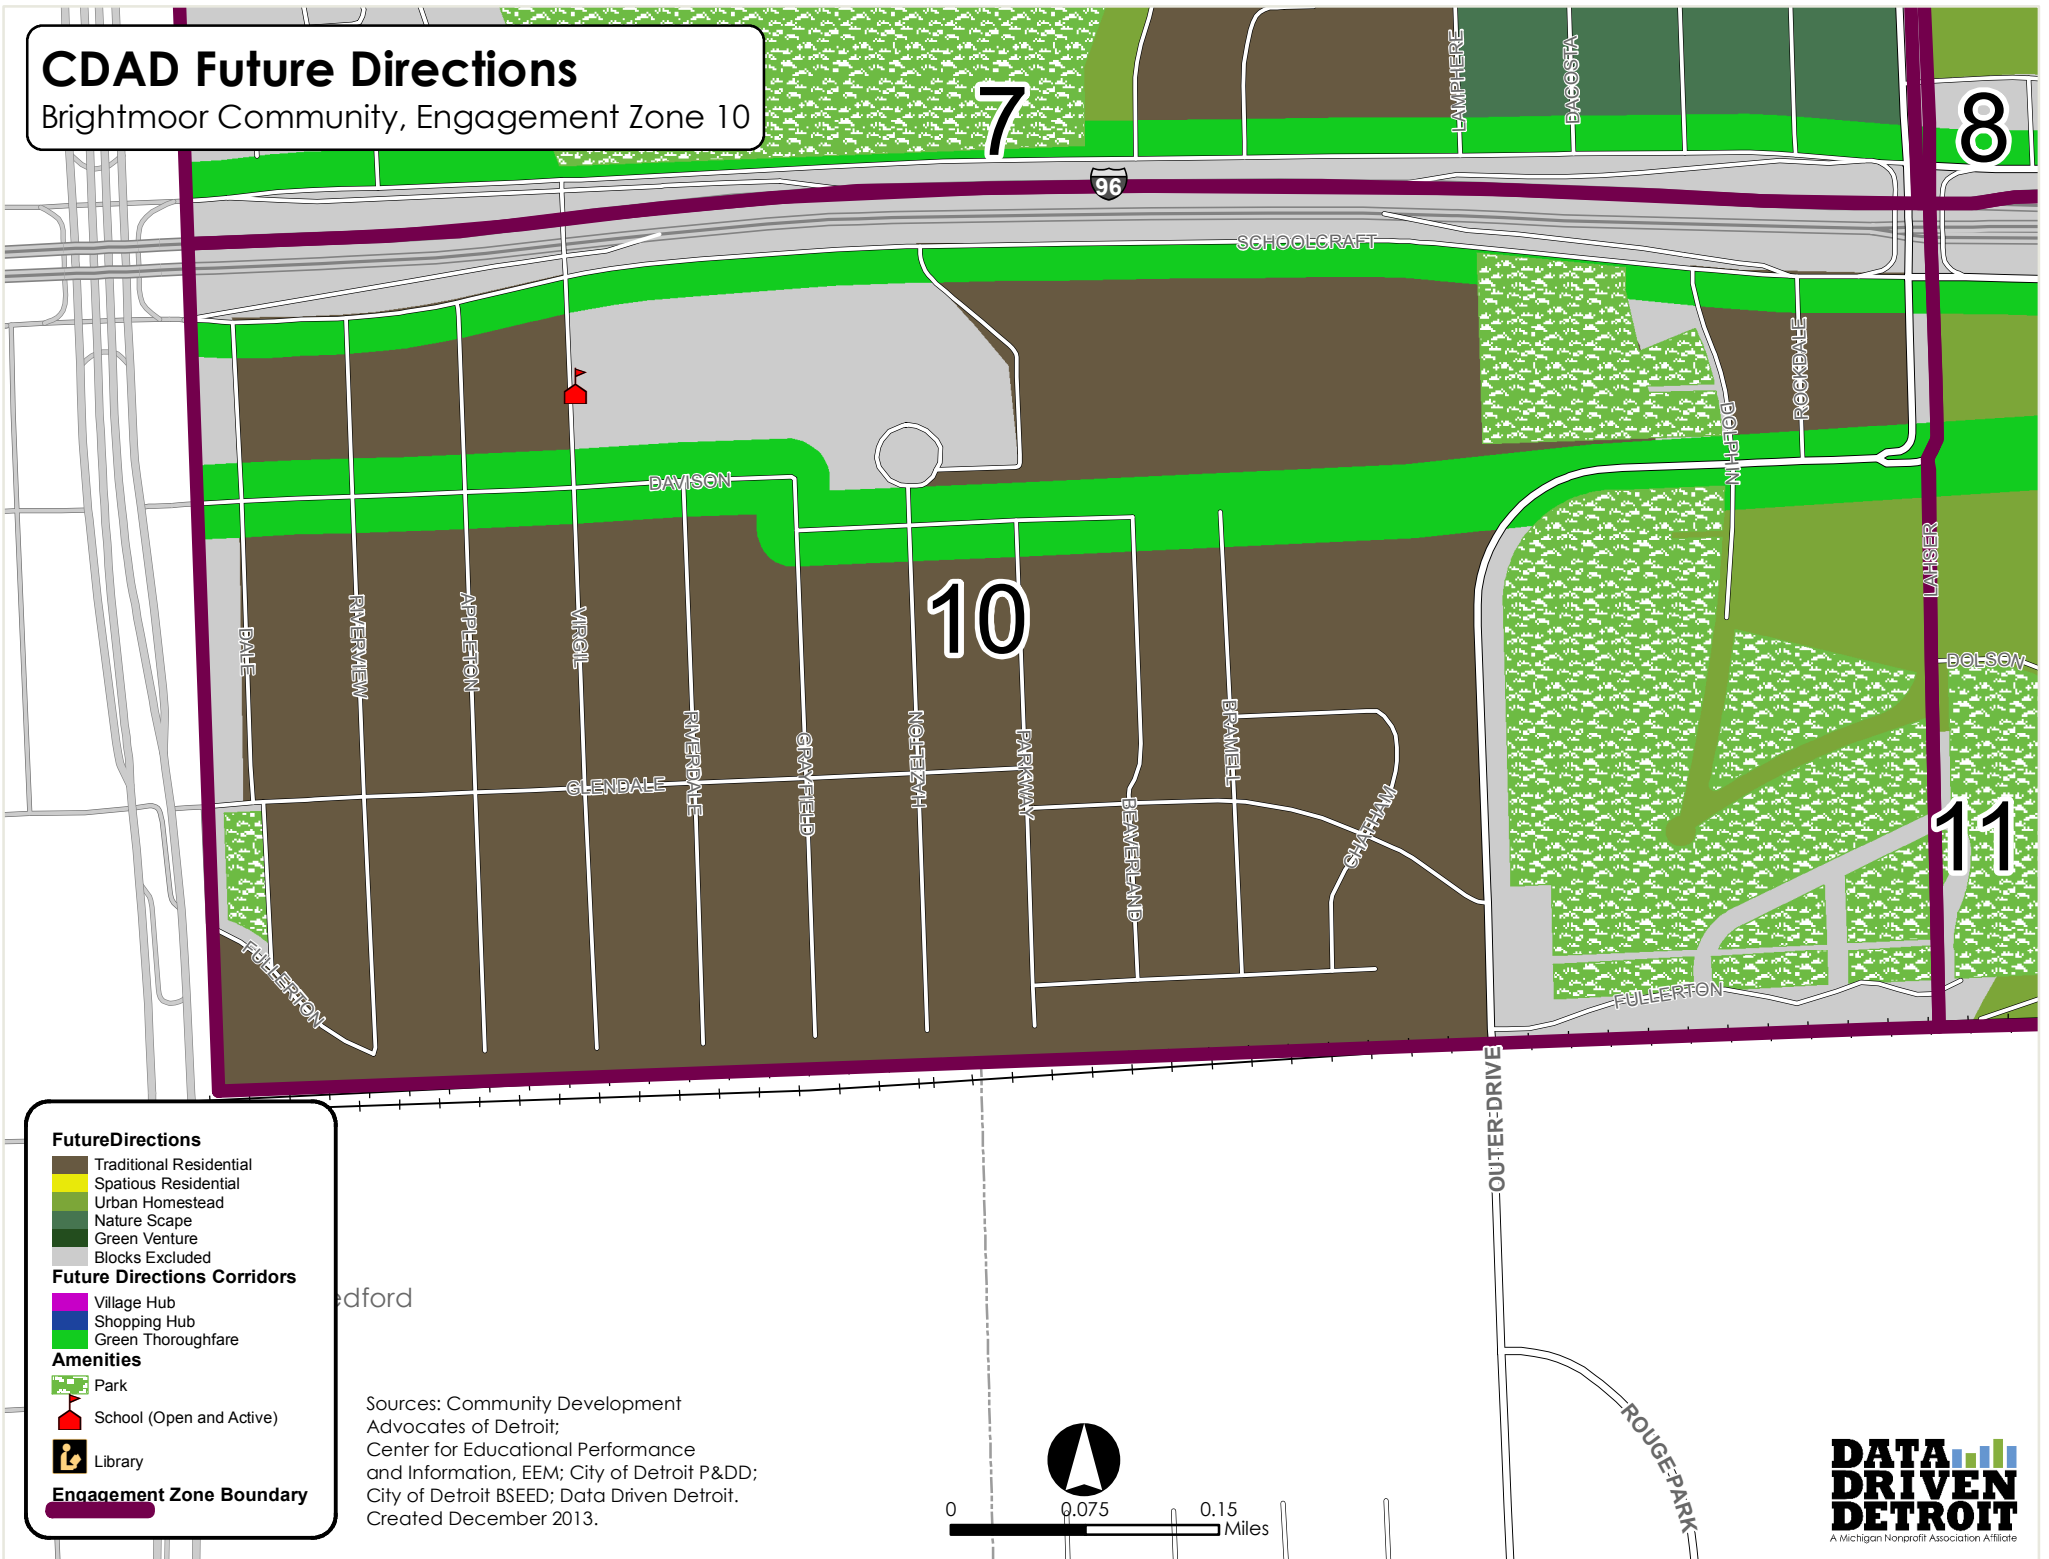 CDAD Future Directions
Brightmoor Community, Engagement Zone 10
7
8
LAMPHERE
DACOSTA
96
SCHOOLCRAFT
ROCKDALE
DOLPHIN
DAVISON
LAHSER
10
DALE
RIVERVIEW
APPLETON
VIRGIL
DOLSON
RIVERDALE
GRAYFIELD
HAZELTON
PARKWAY
BRAMELL
GLENDALE
BEAVERLAND
CHATHAM
11
FULLERTON
FULLERTON
OUTER DRIVE
FutureDirections
Traditional Residential
Spatious Residential
Urban Homestead
Nature Scape
Green Venture
Blocks Excluded
Future Directions Corridors
Village Hub
Shopping Hub
Green Thoroughfare
Amenities
Park
School (Open and Active)
Library
Engagement Zone Boundary
edford
Sources: Community Development
Advocates of Detroit;
Center for Educational Performance
and Information, EEM; City of Detroit P&DD;
City of Detroit BSEED; Data Driven Detroit.
Created December 2013.
0 0.075 0.15
Miles
ROUGE PARK
DATA
DRIVEN
DETROIT
A Michigan Nonprofit Association Affiliate